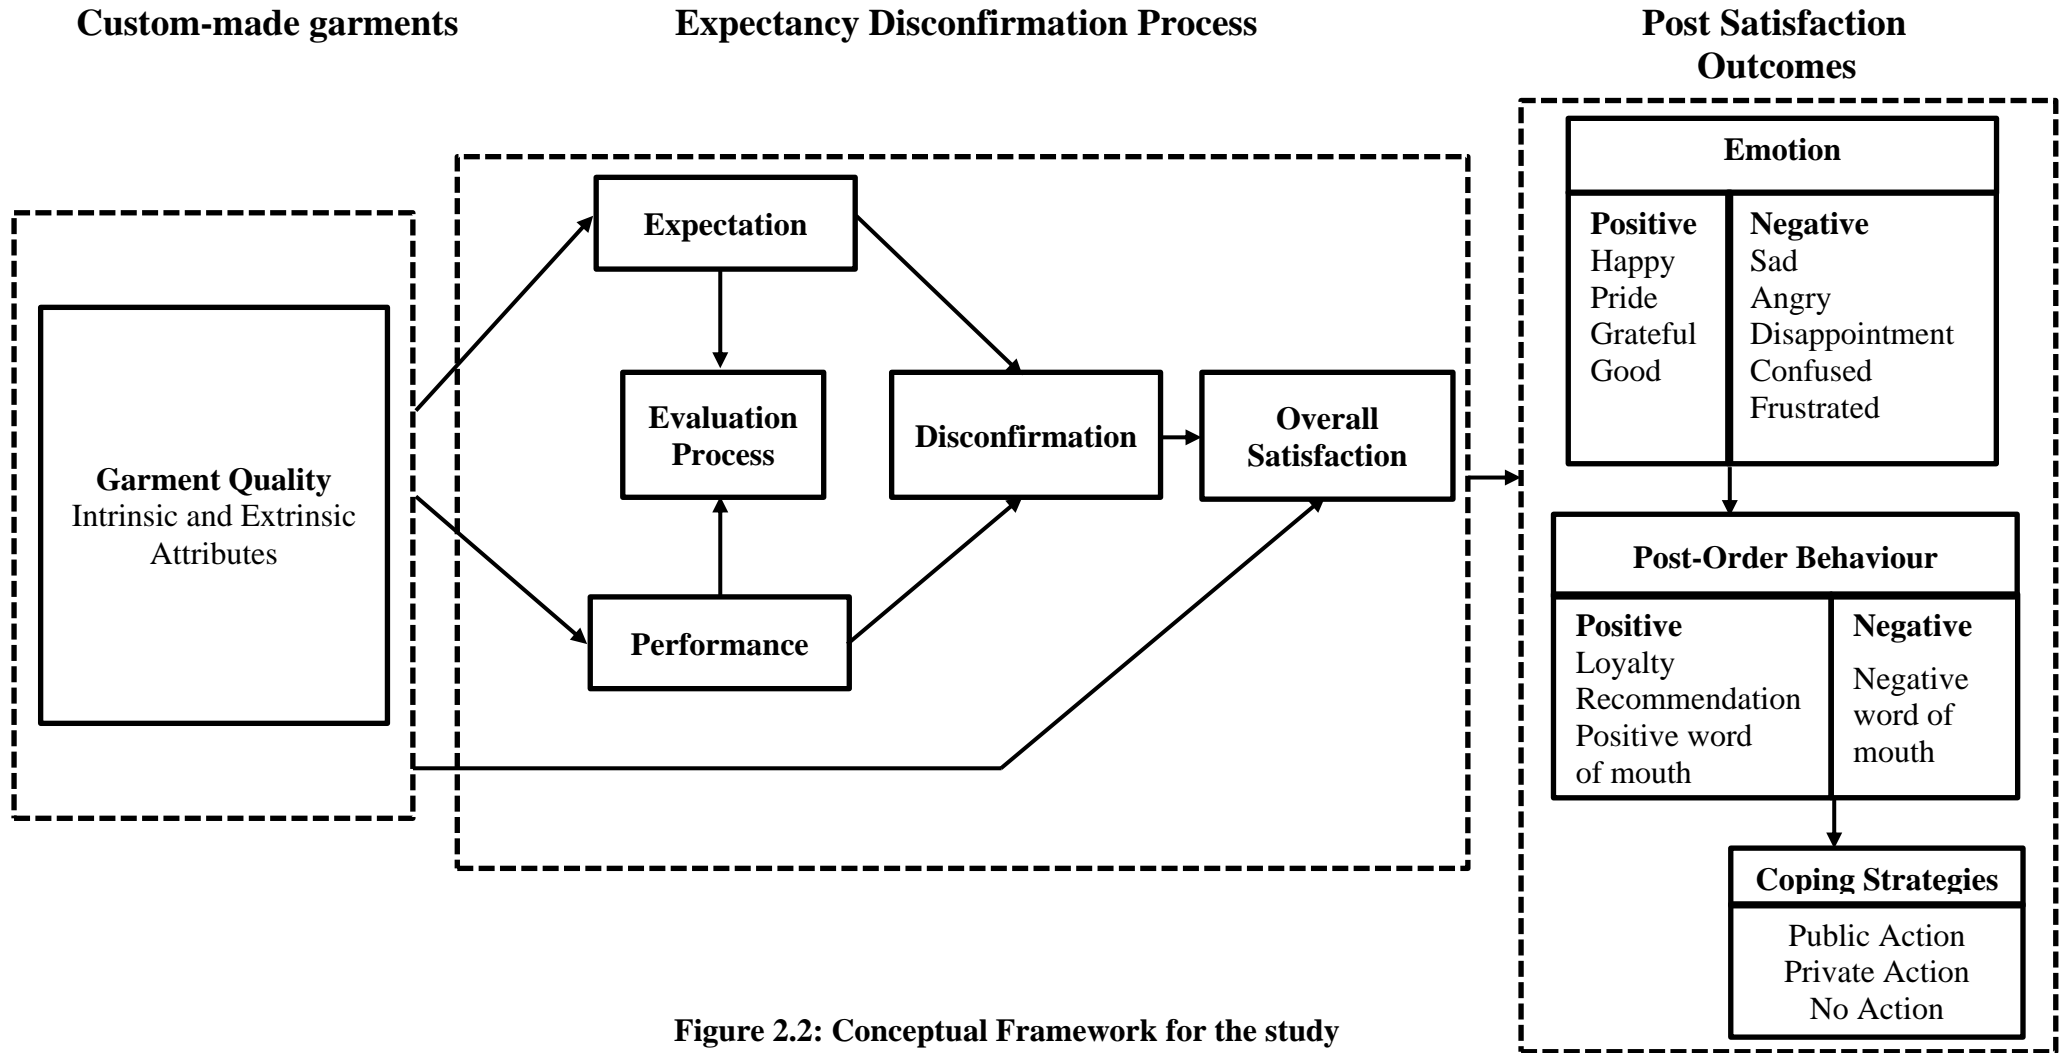 Custom-made garments
Expectancy Disconfirmation Process
Post Satisfaction
Outcomes
Garment Quality
Intrinsic and Extrinsic
Attributes
Expectation
Evaluation
Process
Performance
Disconfirmation
Overall
Satisfaction
Emotion
Positive
Happy
Pride
Grateful
Good
Negative
Sad
Angry
Disappointment
Confused
Frustrated
Post-Order Behaviour
Positive
Loyalty
Recommendation
Positive word
of mouth
Negative
Negative
word of
mouth
Coping Strategies
Public Action
Private Action
No Action
Figure 2.2: Conceptual Framework for the study